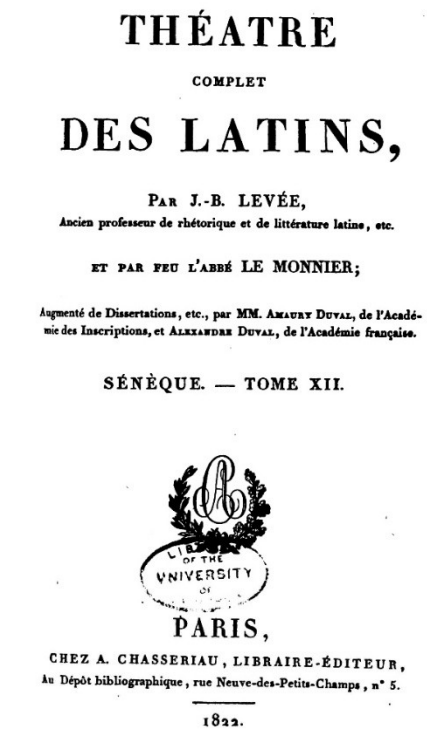 THÉATRE
COMPLET
DES LATINS,
PAR J.-B. LEVÉE,
Ancien professeur de rhétorique et de littérature latine, etc.
ET PAR FEU L'ABBÉ LE MONNIER;
Augmenté de Dissertations, etc., par MM. AMAURY DUVAL, de l'Acadé-
mie des Inscriptions, et ALEXANDRE DUVAL, de l'Académie française.
SÉNÈQUE. — TOME XII.
OF THE
UNIVERSITY
OF
PARIS,
CHEZ A. CHASSERIAU, LIBRAIRE-ÉDITEUR,
Au Dépôt bibliographique, rue Neuve-des-Petits-Champs, n° 5.
1822.